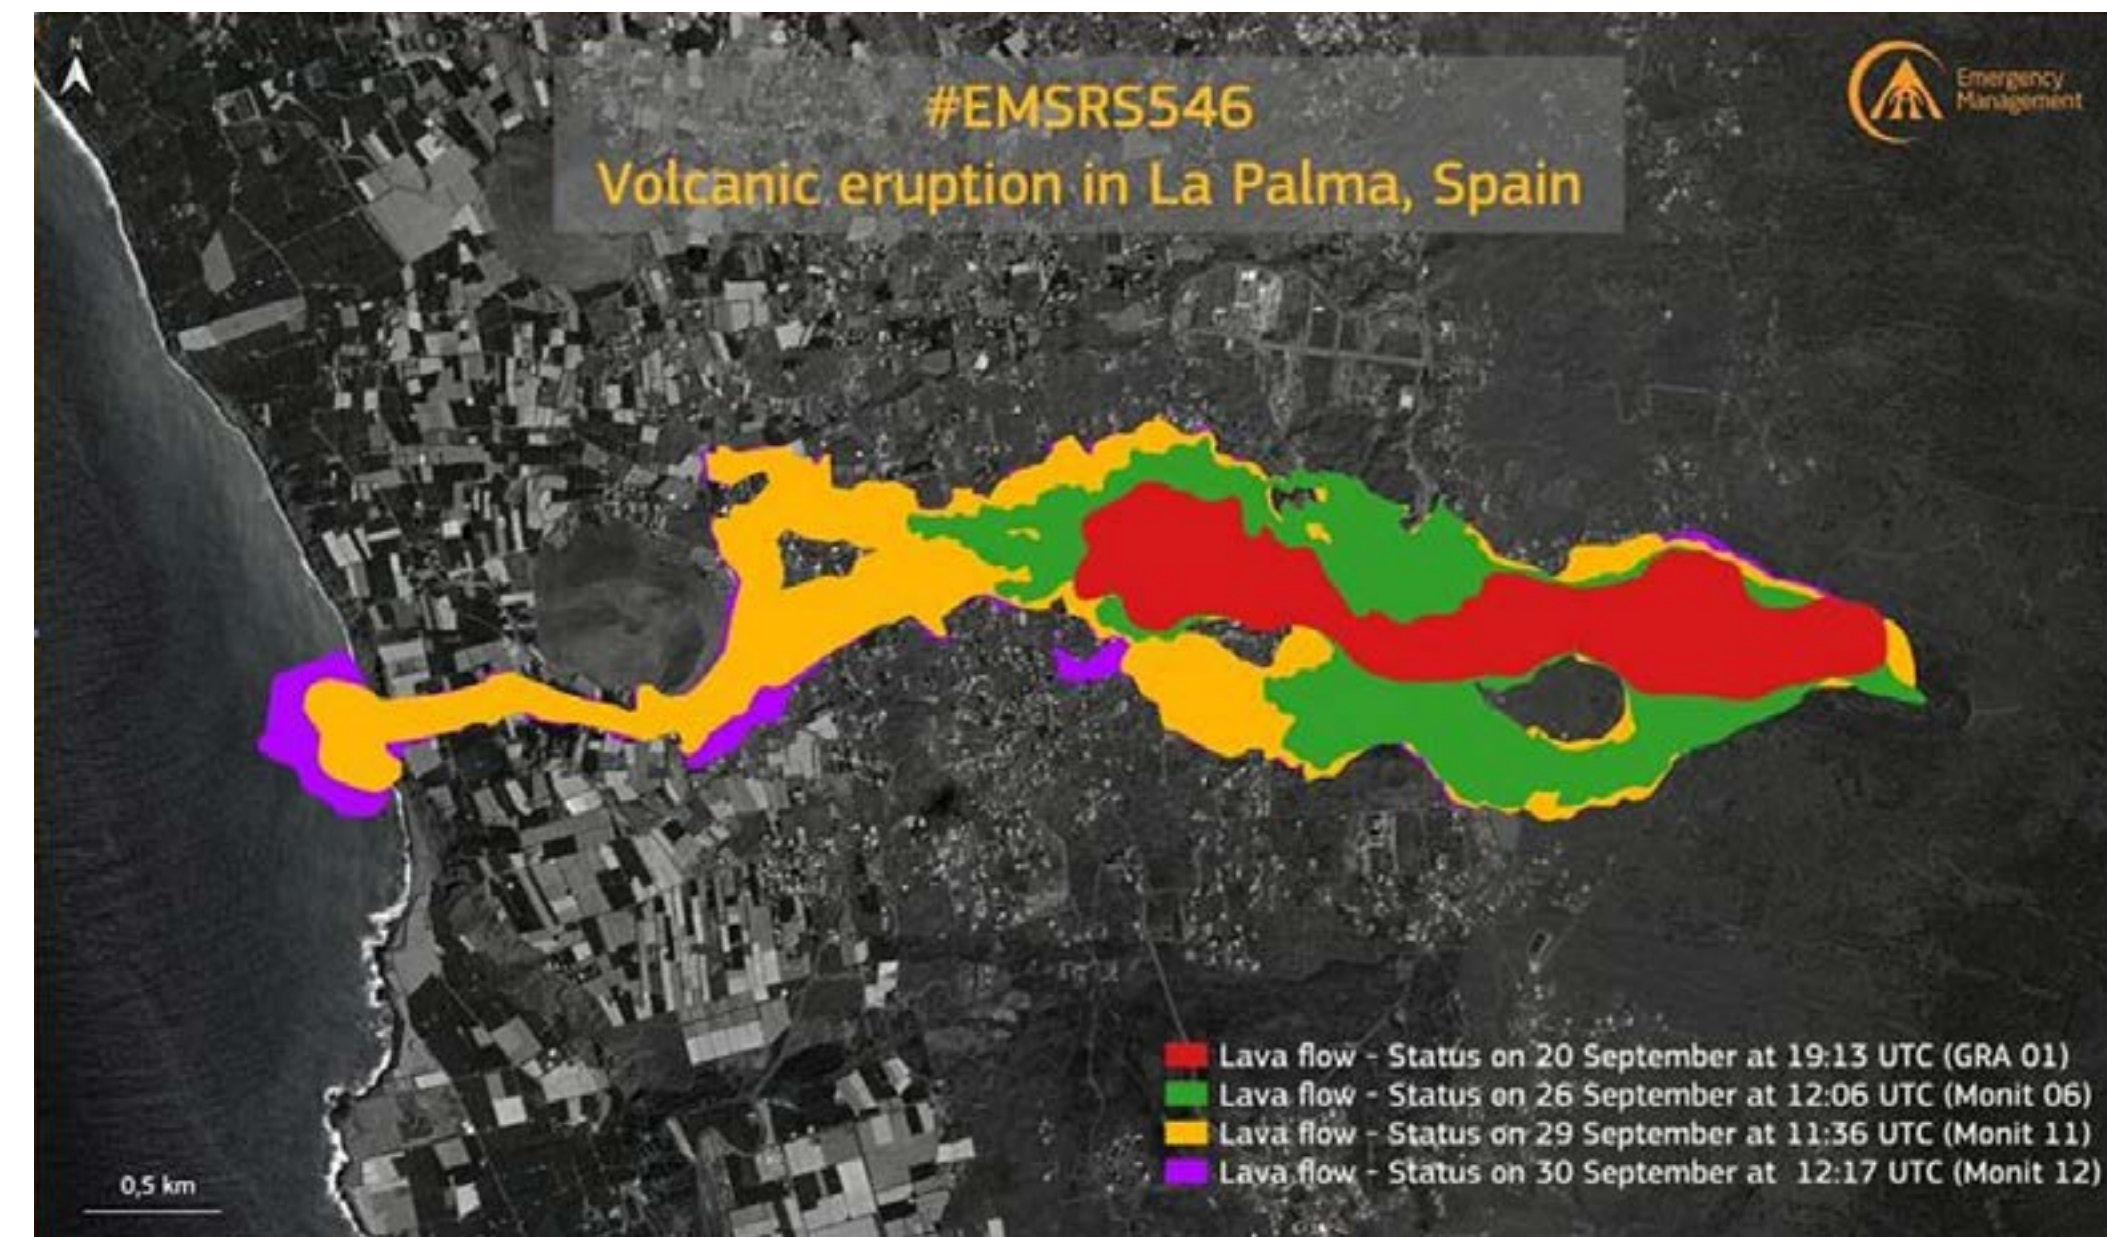 N
#EMSR5546
Volcanic eruption in La Palma, Spain
Emergency
Management
Lava flow - Status on 20 September at 19:13 UTC (GRA 01)
Lava flow - Status on 26 September at 12:06 UTC (Monit 06)
Lava flow - Status on 29 September at 11:36 UTC (Monit 11)
Lava flow - Status on 30 September at 12:17 UTC (Monit 12)
0,5 km